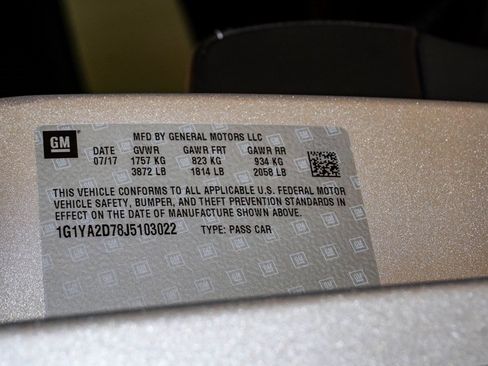 GM
MFD BY GENERAL MOTORS LLC
DATE GVWR GAWR FRT GAWR RR
07/17 1757 KG 823 KG 934 KG
3872 LB 1814 LB 2058 LB
THIS VEHICLE CONFORMS TO ALL APPLICABLE U.S. FEDERAL MOTOR
VEHICLE SAFETY, BUMPER, AND THEFT PREVENTION STANDARDS IN
EFFECT ON THE DATE OF MANUFACTURE SHOWN ABOVE.
1G1YA2D78J5103022 TYPE: PASS CAR